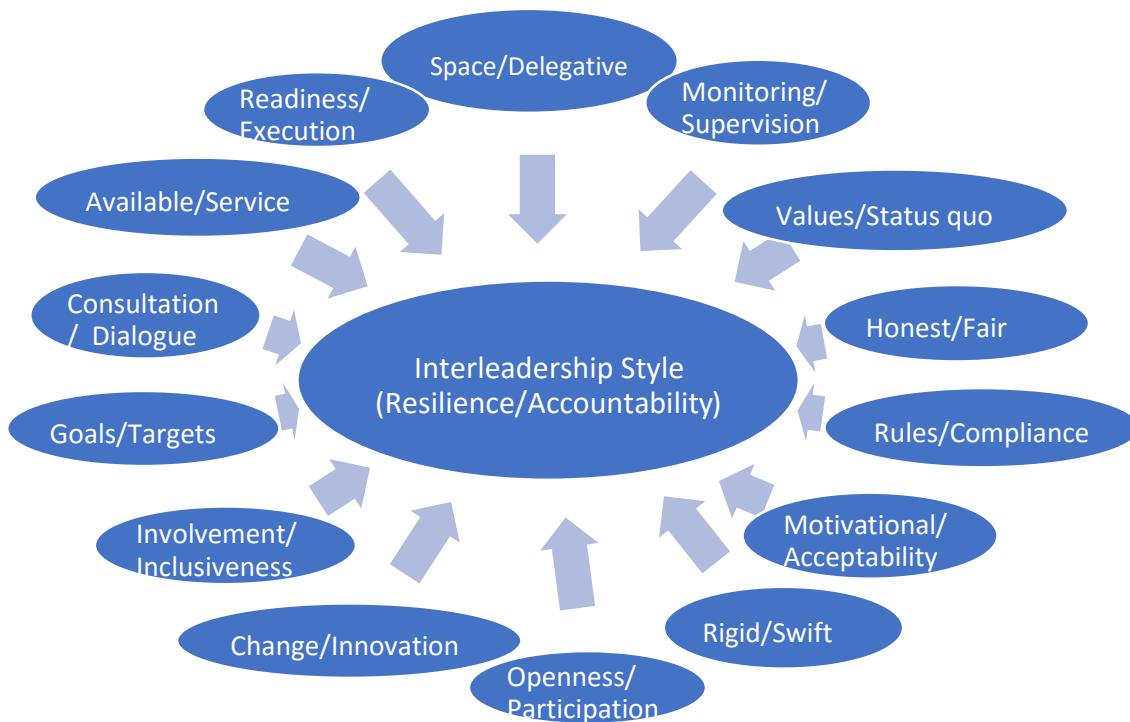 Space/Delegative
Monitoring/
Supervision
Values/Status quo
Honest/Fair
Rules/Compliance
Motivational/
Acceptability
Rigid/Swift
Openness/
Participation
Change/Innovation
Involvement/
Inclusiveness
Goals/Targets
Consultation
/ Dialogue
Available/Service
Readiness/
Execution
Interleadership Style
(Resilience/Accountability)